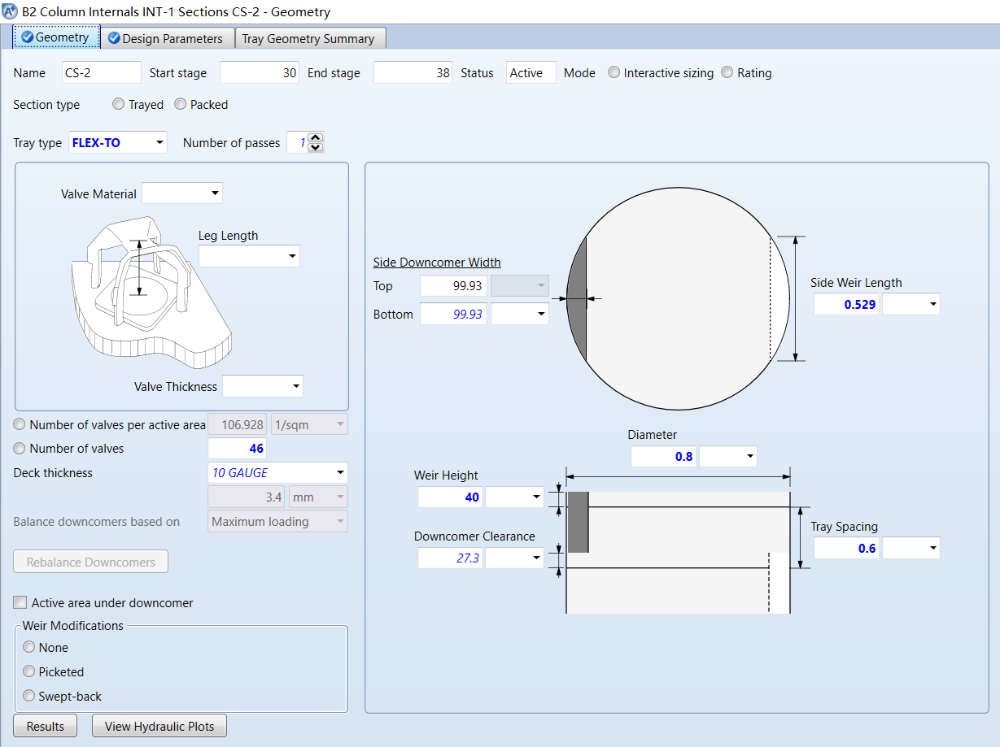 B2 Column Internals INT-1 Sections CS-2 - Geometry
Geometry Design Parameters Tray Geometry Summary
Name CS-2 Start stage 30 End stage 38 Status Active Mode Interactive sizing Rating
Section type Trayed Packed
Tray type FLEX-TO Number of passes 1
Valve Material
Leg Length
Valve Thickness
Number of valves per active area 106.928 1/sqm
Number of valves 46
Deck thickness 10 GAUGE
3.4 mm
Balance downcomers based on Maximum loading
Rebalance Downcomers
Active area under downcomer
Weir Modifications
None
Picketed
Swept-back
Results View Hydraulic Plots
Side Downcomer Width
Top 99.93
Bottom 99.93
Side Weir Length
0.529
Diameter
0.8
Weir Height
40
Downcomer Clearance
27.3
Tray Spacing
0.6